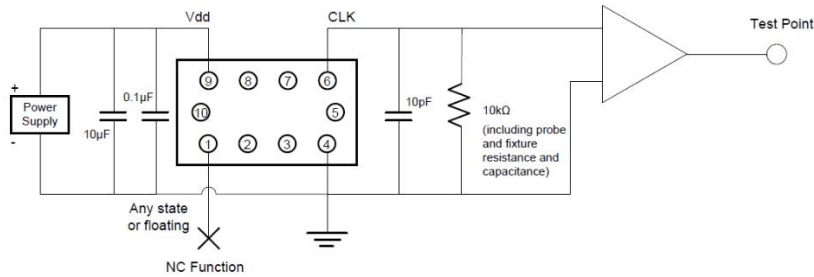 Vdd
CLK
Test Point
+
Power
Supply
-
10µF
0.1µF
9
8
7
6
10
5
1
2
3
4
10pF
10kΩ
(including probe
and fixture
resistance and
capacitance)
Any state
or floating
NC Function